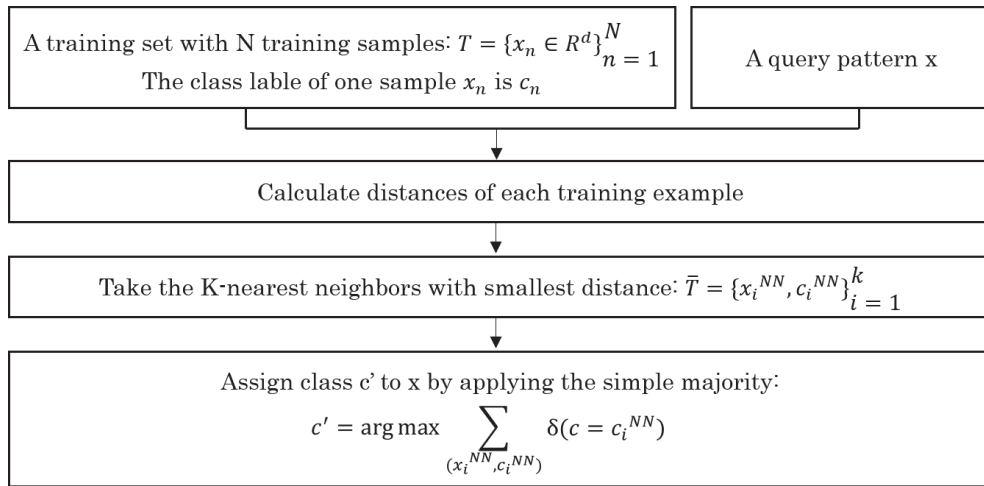 A training set with N training samples: T = {x_n ∈ R^d}_{n = 1}^N
The class lable of one sample x_n is c_n
A query pattern x
Calculate distances of each training example
Take the K-nearest neighbors with smallest distance: T̄ = {x_i^{NN}, c_i^{NN}}_{i = 1}^k
Assign class c’ to x by applying the simple majority:
c′ = arg max ∑_{(x_i^{NN}, c_i^{NN})} δ(c = c_i^{NN})